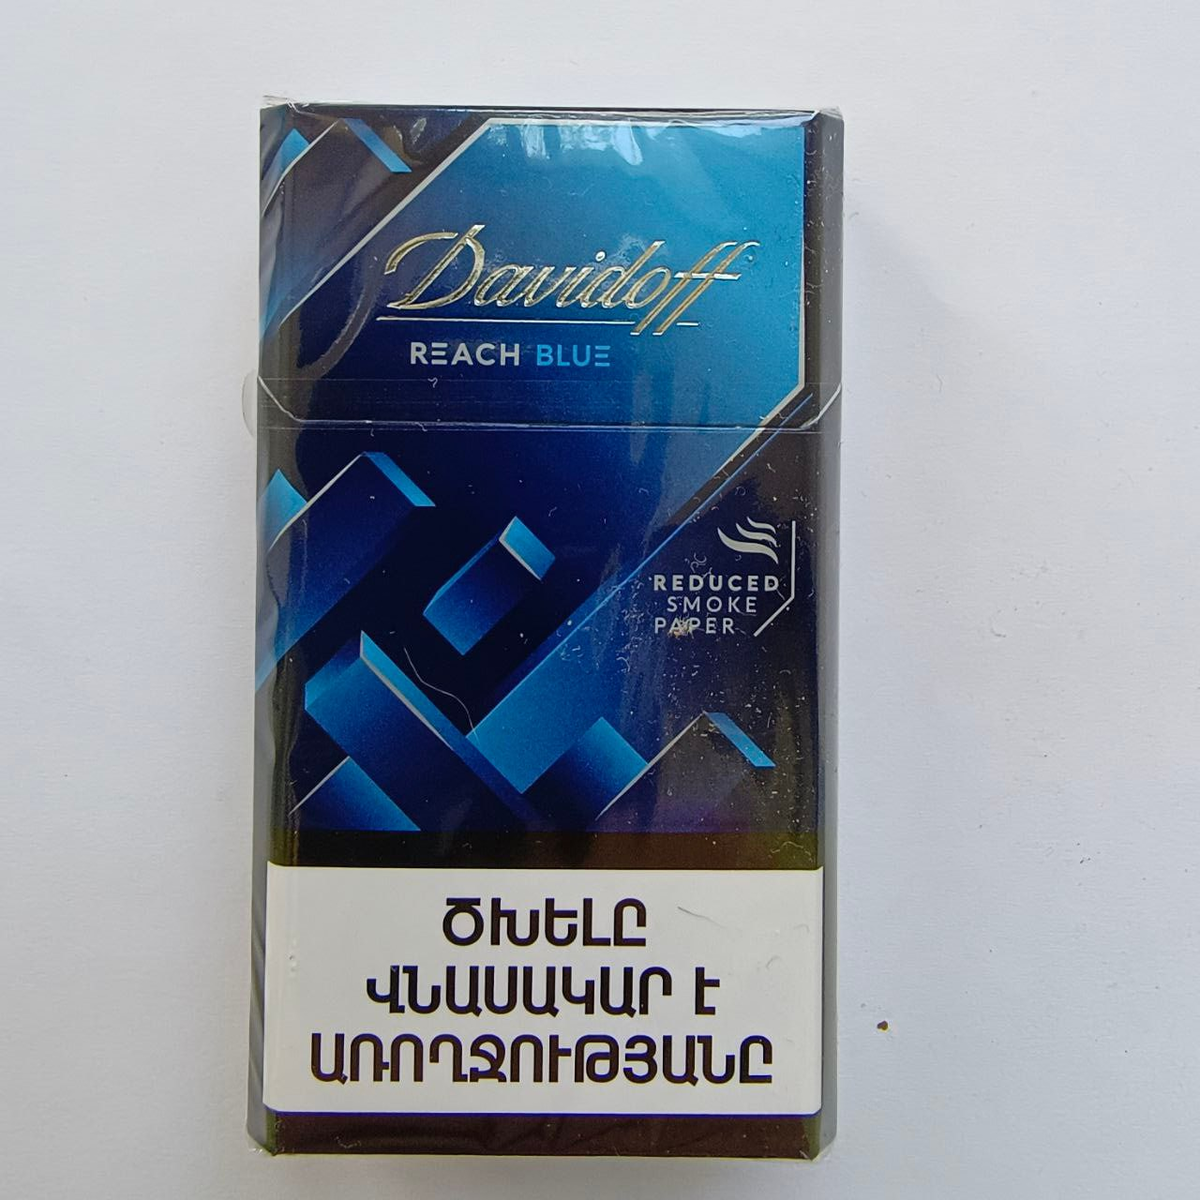 Davidoff
REACH BLUE
REDUCED
SMOKE
PAPER
ԾԽԵԼԸ
ՎՆԱՍԱԿԱՐ Է
ԱՌՈՂՋՈՒԹՅԱՆԸ